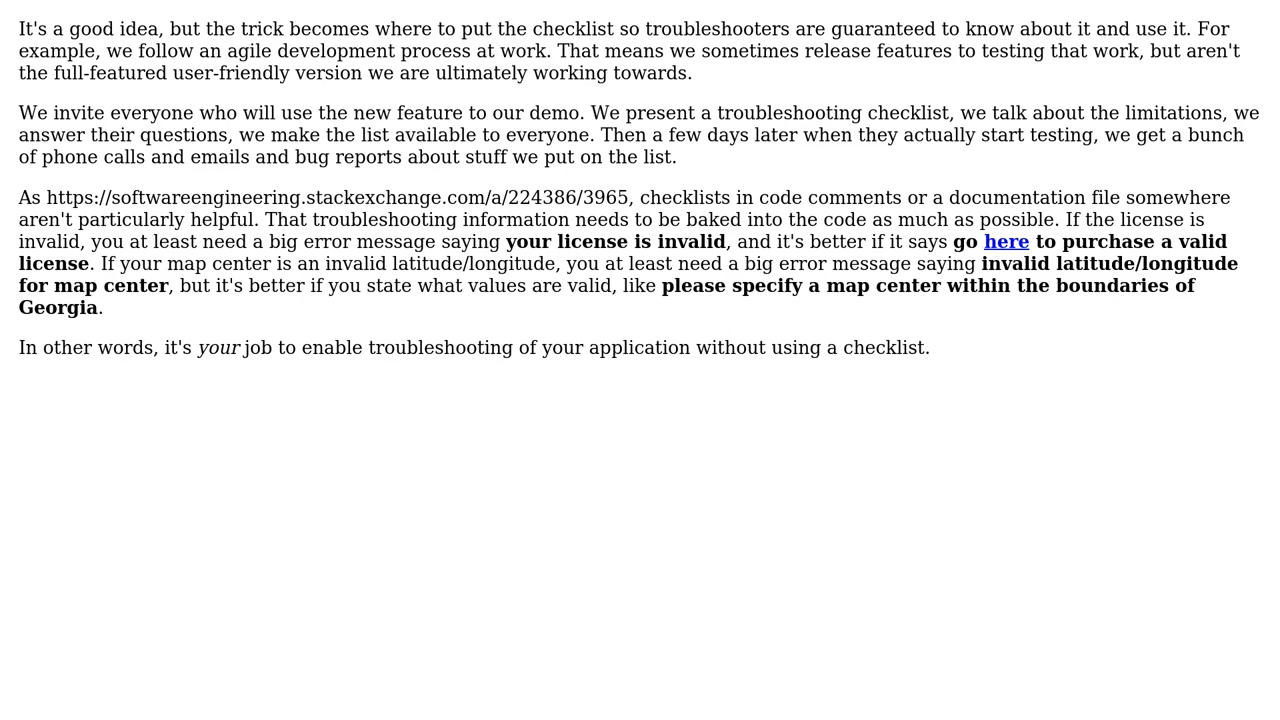 It's a good idea, but the trick becomes where to put the checklist so troubleshooters are guaranteed to know about it and use it. For
example, we follow an agile development process at work. That means we sometimes release features to testing that work, but aren't
the full-featured user-friendly version we are ultimately working towards.
We invite everyone who will use the new feature to our demo. We present a troubleshooting checklist, we talk about the limitations, we
answer their questions, we make the list available to everyone. Then a few days later when they actually start testing, we get a bunch
of phone calls and emails and bug reports about stuff we put on the list.
As https://softwareengineering.stackexchange.com/a/224386/3965, checklists in code comments or a documentation file somewhere
aren't particularly helpful. That troubleshooting information needs to be baked into the code as much as possible. If the license is
invalid, you at least need a big error message saying your license is invalid, and it's better if it says go here to purchase a valid
license. If your map center is an invalid latitude/longitude, you at least need a big error message saying invalid latitude/longitude
for map center, but it's better if you state what values are valid, like please specify a map center within the boundaries of
Georgia.
In other words, it's your job to enable troubleshooting of your application without using a checklist.